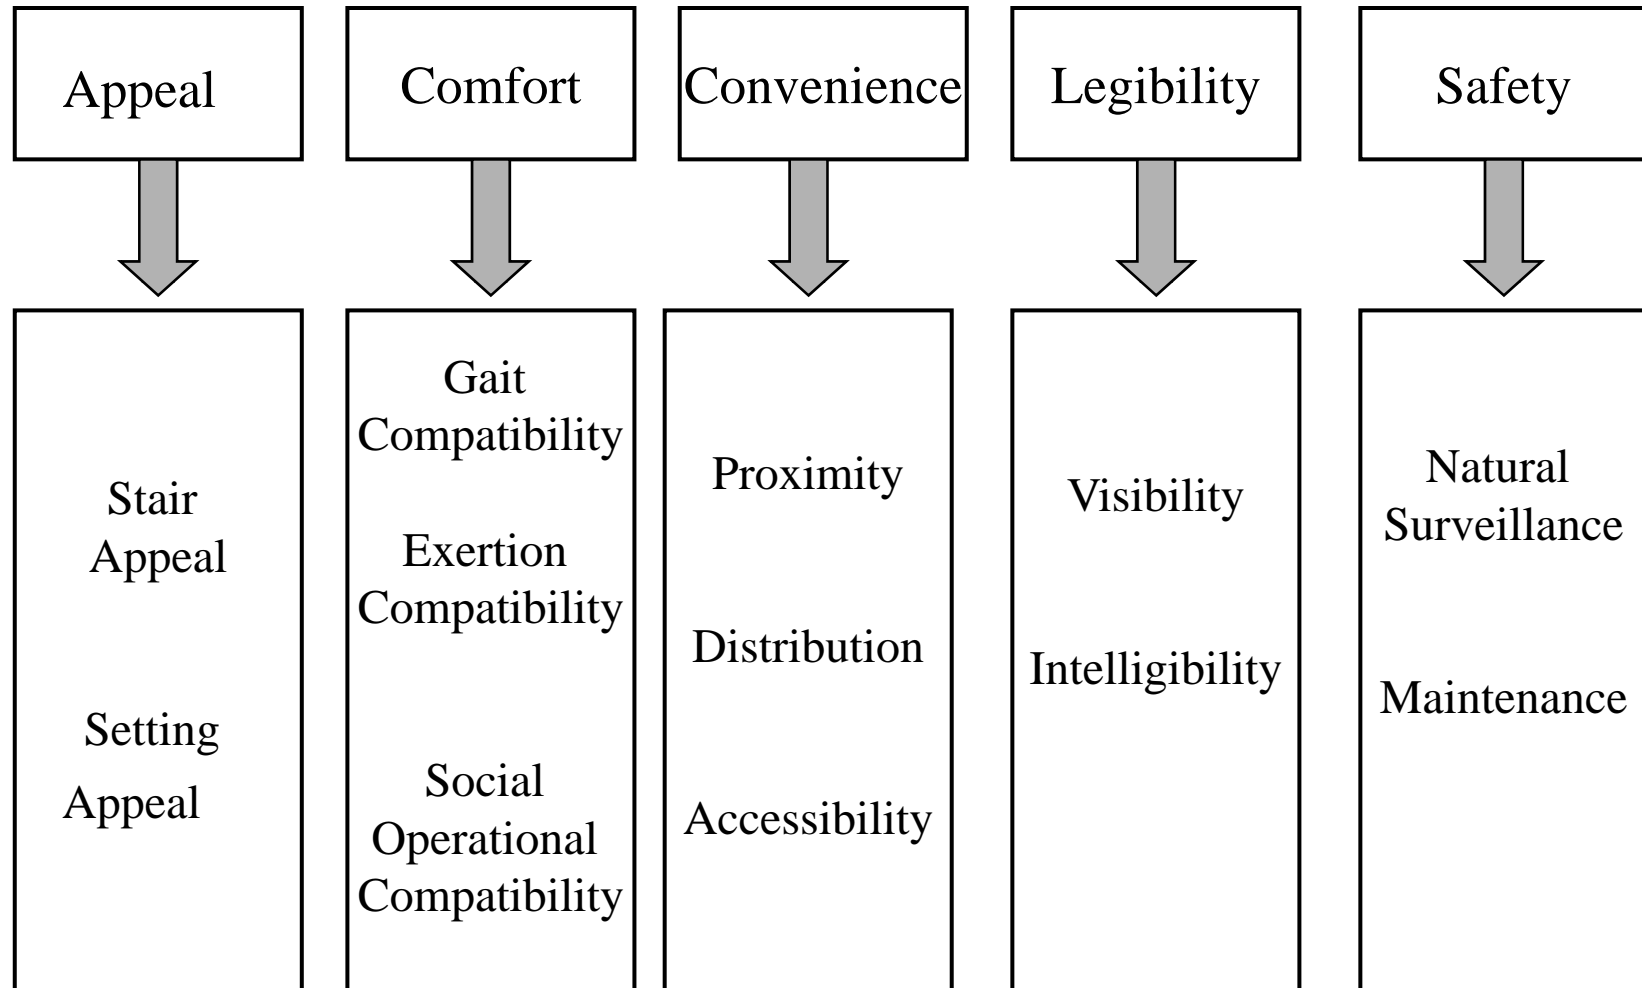 Appeal
Comfort
Convenience
Legibility
Safety
Stair
Appeal
Setting
Appeal
Gait
Compatibility
Exertion
Compatibility
Social
Operational
Compatibility
Proximity
Distribution
Accessibility
Visibility
Intelligibility
Natural
Surveillance
Maintenance